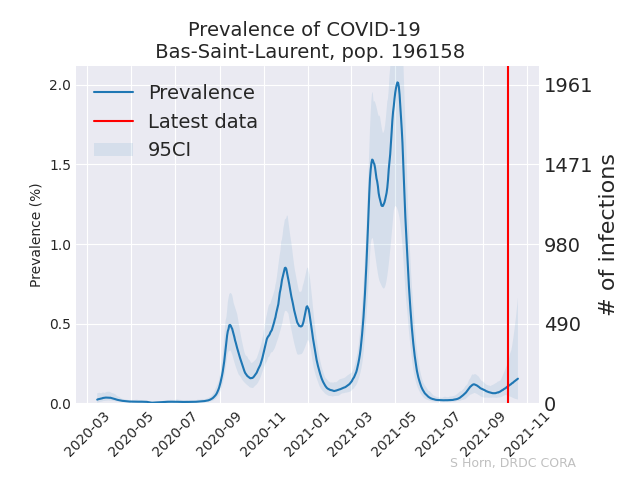 Prevalence of COVID-19
Bas-Saint-Laurent, pop. 196158
Prevalence
Latest data
95CI
Prevalence (%)
2.0
1.5
1.0
0.5
0.0
# of infections
1961
1471
980
490
0
2020-03
2020-05
2020-07
2020-09
2020-11
2021-01
2021-03
2021-05
2021-07
2021-09
2021-11
S Horn, DRDC CORA